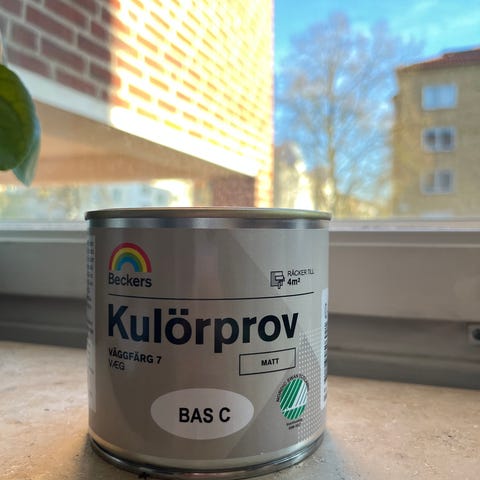 Beckers
RÄCKER TILL
4m²
Kulörprov
VÄGGFÄRG 7
VÆG
MATT
BAS C